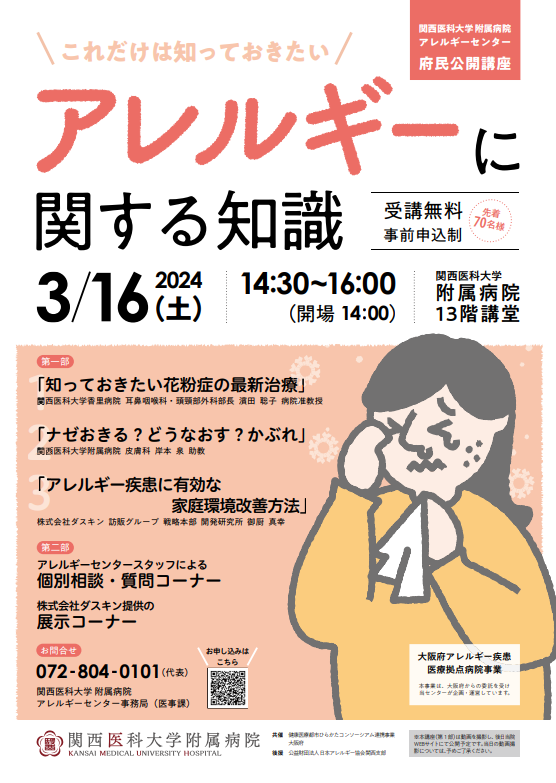 関西医科大学附属病院
アレルギーセンター
府民公開講座
これだけは知っておきたい
アレルギーに
関する知識
受講無料
事前申込制
先着
70名様
3/16 2024
(土)
14:30~16:00
(開場 14:00)
関西医科大学
附属病院
13階講堂
第一部
1
「知っておきたい花粉症の最新治療」
関西医科大学香里病院 耳鼻咽喉科・頭頸部外科部長 濱田 聡子 病院准教授
2
「ナゼおきる？どうなおす？かぶれ」
関西医科大学附属病院 皮膚科 岸本 泉 助教
3
「アレルギー疾患に有効な
家庭環境改善方法」
株式会社ダスキン 訪販グループ 戦略本部 開発研究所 御厨 真幸
第二部
アレルギーセンタースタッフによる
個別相談・質問コーナー
株式会社ダスキン提供の
展示コーナー
お問合せ
072-804-0101(代表)
関西医科大学 附属病院
アレルギーセンター事務局（医事課）
お申し込みは
こちら
大阪府アレルギー疾患
医療拠点病院事業
本事業は、大阪府からの委託を受け
当センターが企画・運営しています。
関西医科大学附属病院
KANSAI MEDICAL UNIVERSITY HOSPITAL
共催 健康医療都市ひらかたコンソーシアム連携事業
大阪府
後援 公益財団法人日本アレルギー協会関西支部
※本講座(第1部)は動画を撮影し、後日当院
WEBサイトにて公開予定です。当日の動画撮
影については、予めご了承ください。